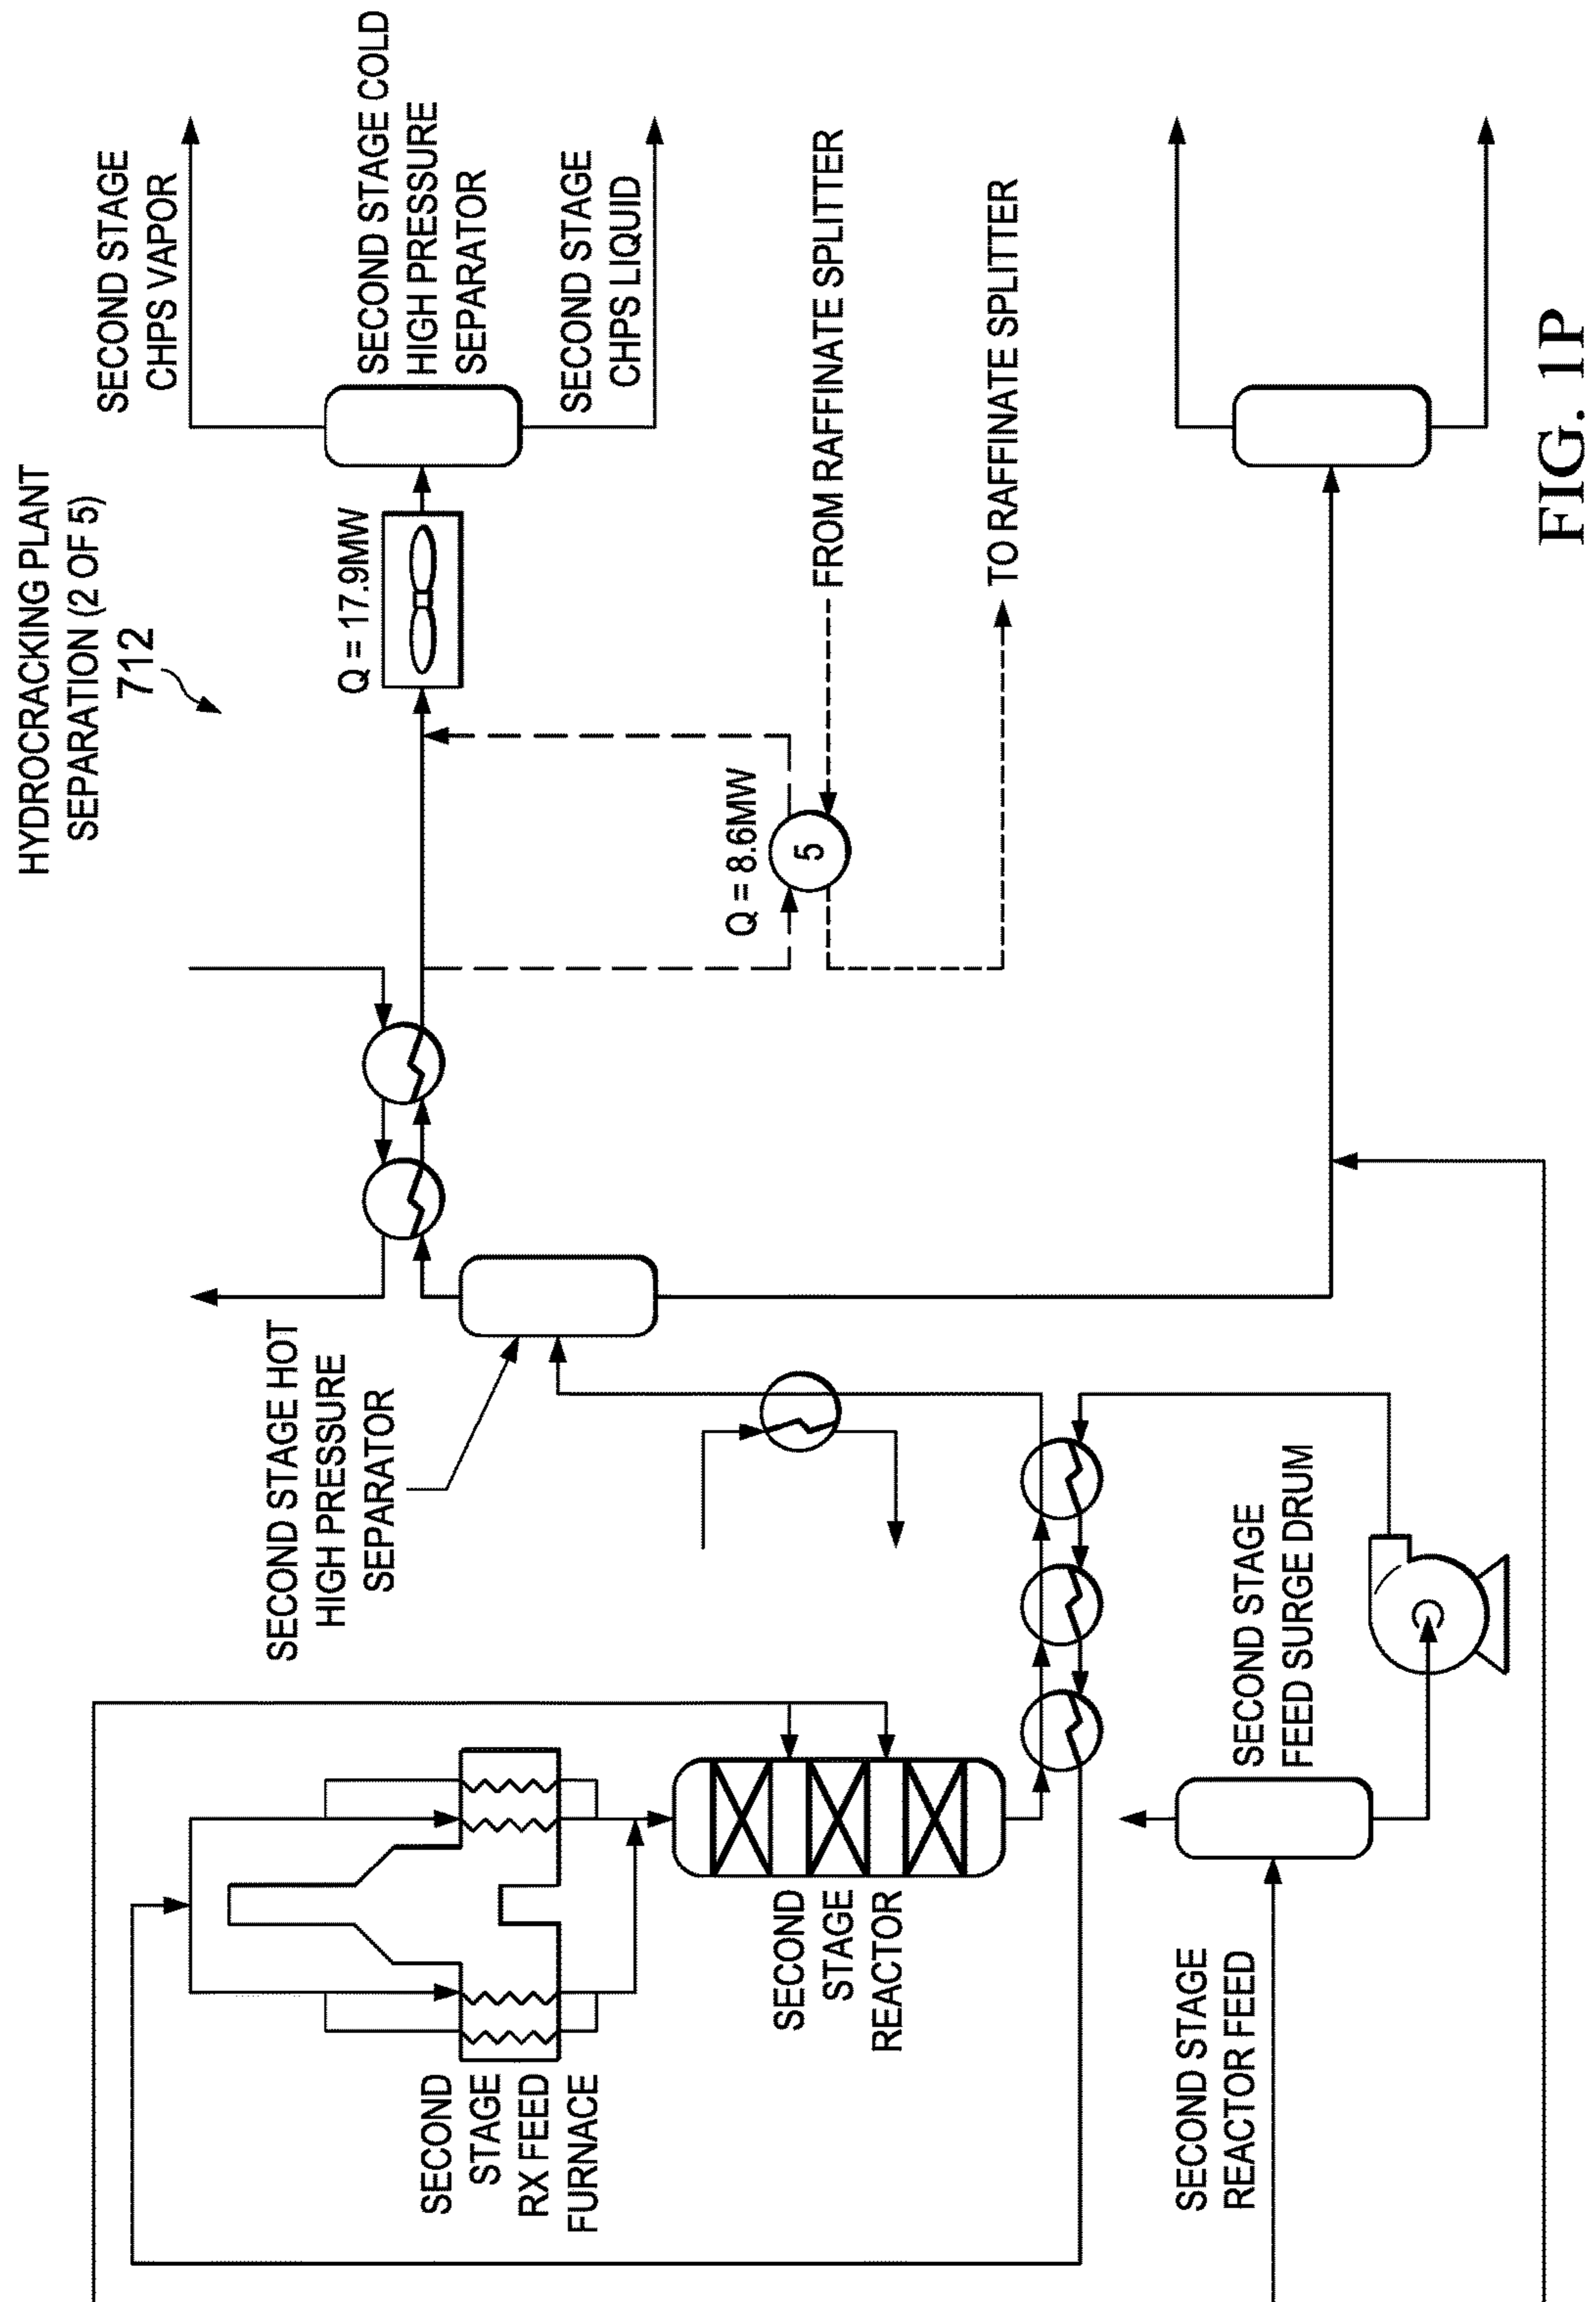 HYDROCRACKING PLANT
SEPARATION (2 OF 5)
712
SECOND STAGE
CHPS VAPOR
Q = 17.9MW
SECOND STAGE COLD
HIGH PRESSURE
SEPARATOR
SECOND STAGE
CHPS LIQUID
SECOND STAGE HOT
HIGH PRESSURE
SEPARATOR
Q = 8.6MW
5
FROM RAFFINATE SPLITTER
TO RAFFINATE SPLITTER
SECOND
STAGE
RX FEED
FURNACE
SECOND
STAGE
REACTOR
SECOND STAGE
FEED SURGE DRUM
SECOND STAGE
REACTOR FEED
FIG. 1P